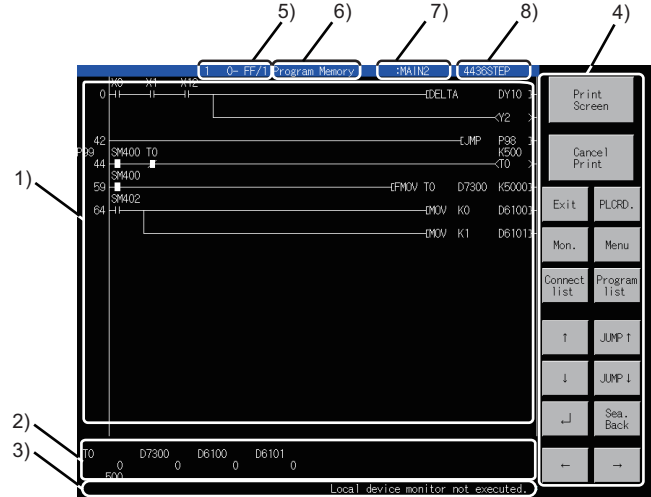 5) 6) 7) 8) 4)
1 0- FF/1 Program Memory :MAIN2 4436STEP
X0 X1 X12
0 [DELTA DY10 ]
<Y2 >
42 [JMP P98 ]
P99 SM400 T0 K500
44 <T0 >
SM400
59 [FMOV T0 D7300 K5000]
SM402
64 [MOV K0 D6100]
[MOV K1 D6101]
1)
2)
T0 D7300 D6100 D6101
0 0 0 0
500
3)
Local device monitor not executed.
Print
Screen
Cancel
Print
Exit PLCRD.
Mon. Menu
Connect
list
Program
list
↑ JUMP↑
↓ JUMP↓
↵ Sea.
Back
← →